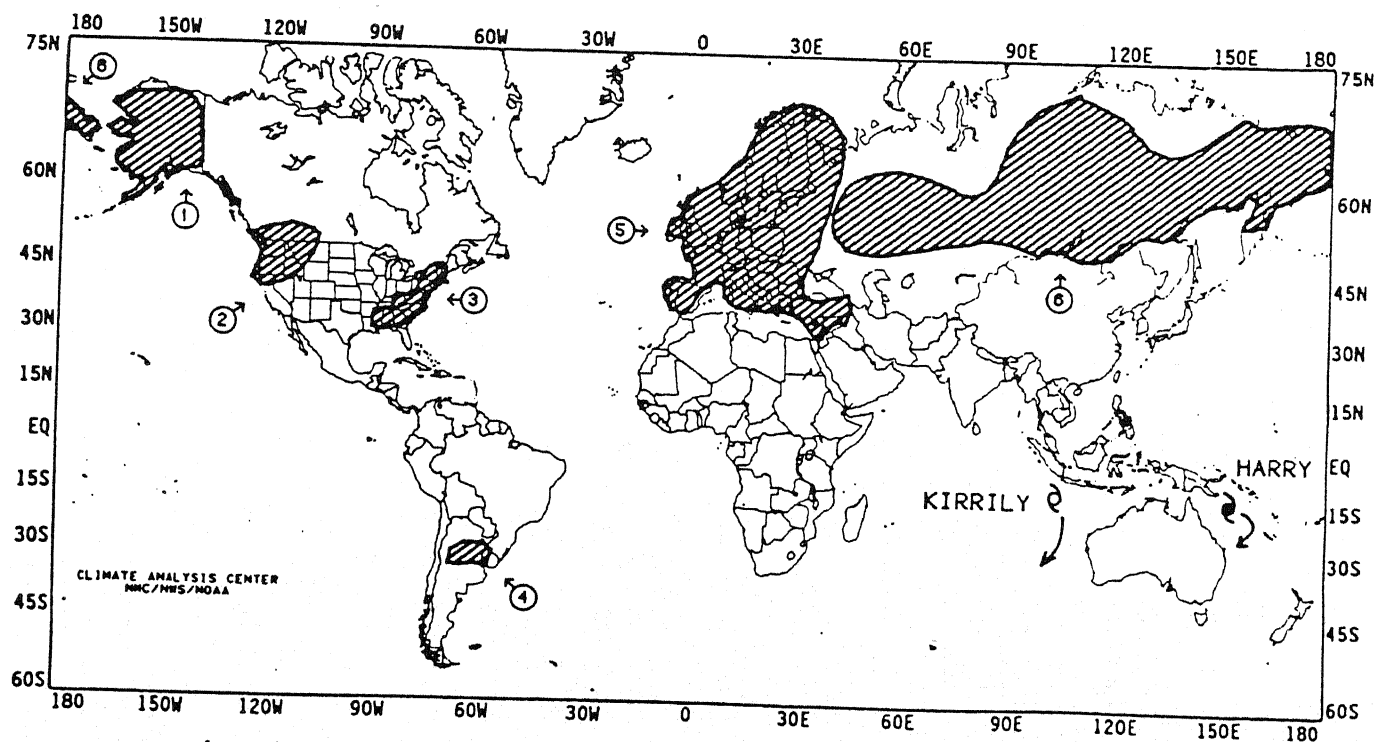 180 150W 120W 90W 60W 30W 0 30E 60E 90E 120E 150E 180
75N 75N
6
60N
1
5
60N
45N
2
3
6
45N
30N
30N
15N
15N
EQ
HARRY EQ
15S
KIRRILY
15S
30S
30S
CLIMATE ANALYSIS CENTER
NMC/NWS/NOAA
4
45S
45S
60S
60S
180 150W 120W 90W 60W 30W 0 30E 60E 90E 120E 150E 180